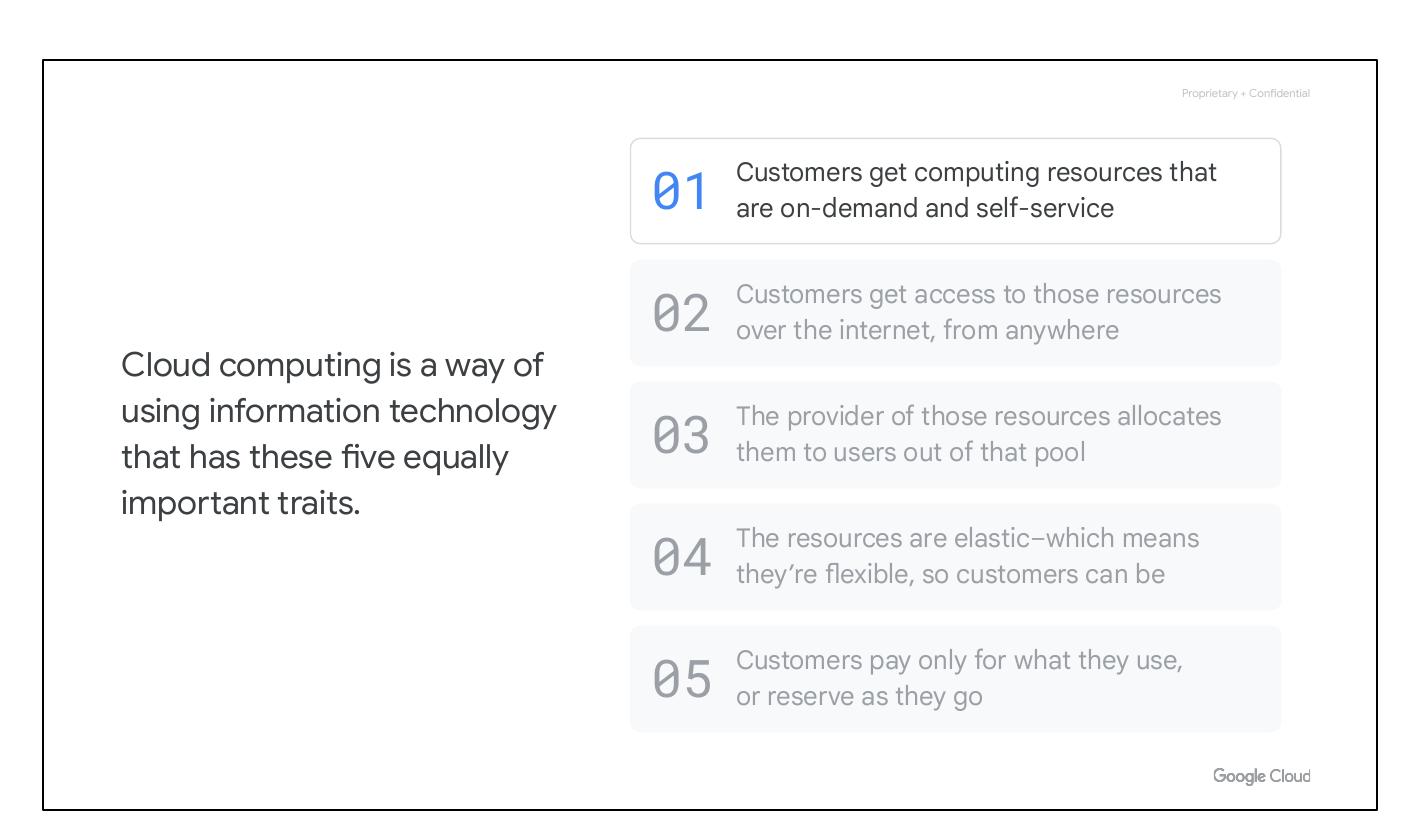 Proprietary + Confidential
Cloud computing is a way of
using information technology
that has these five equally
important traits.
01
Customers get computing resources that
are on-demand and self-service
02
Customers get access to those resources
over the internet, from anywhere
03
The provider of those resources allocates
them to users out of that pool
04
The resources are elastic–which means
they’re flexible, so customers can be
05
Customers pay only for what they use,
or reserve as they go
Google Cloud